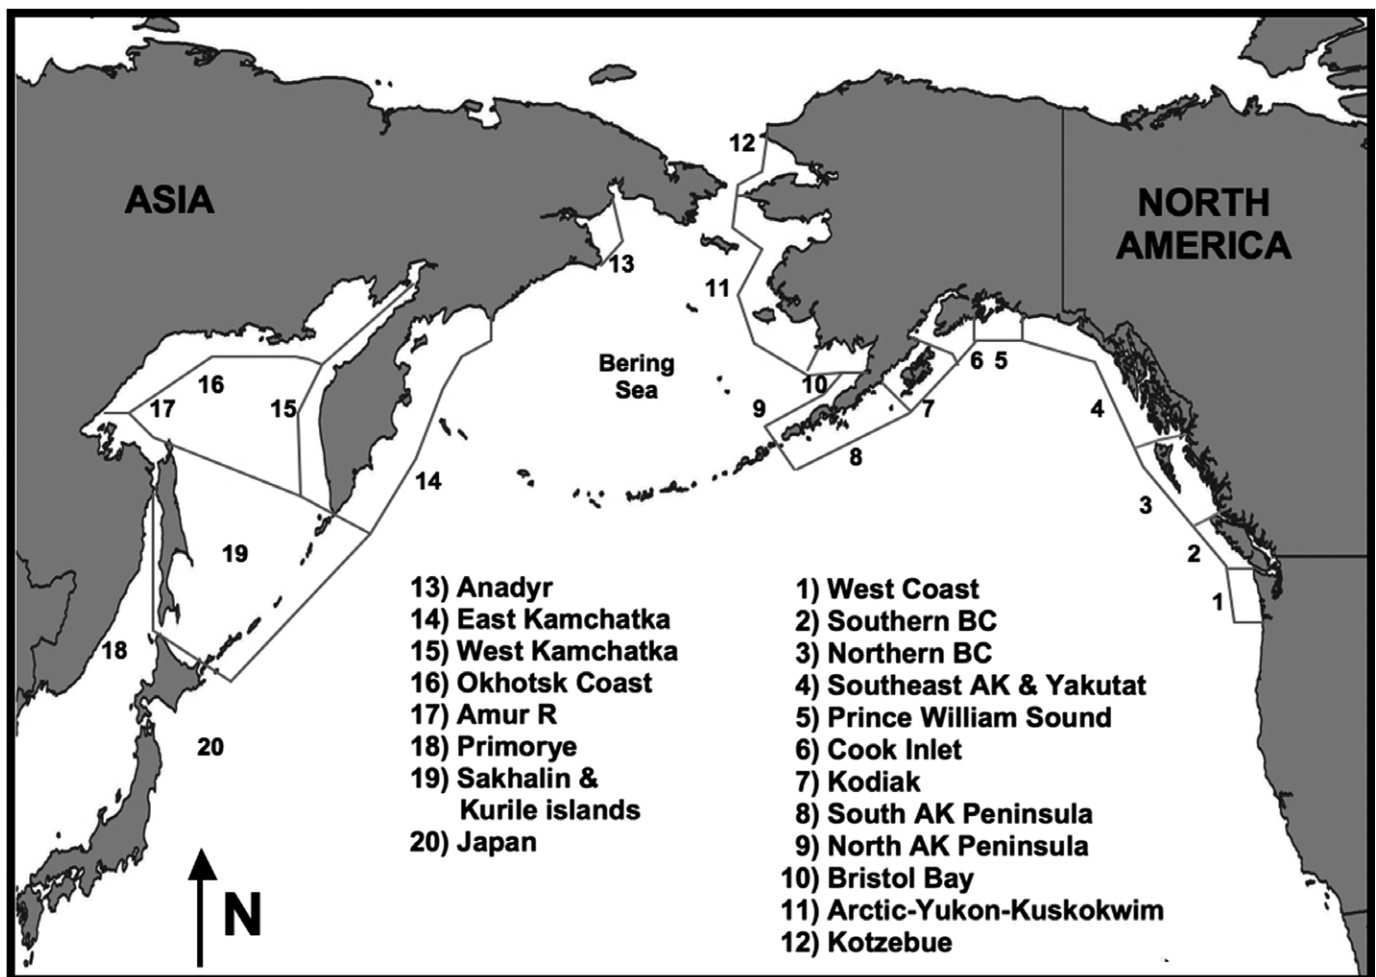 12
ASIA
NORTH
AMERICA
13
11
Bering
Sea
16
17
15
10
9
6
5
7
4
8
14
3
19
2
1
18
20
13) Anadyr
14) East Kamchatka
15) West Kamchatka
16) Okhotsk Coast
17) Amur R
18) Primorye
19) Sakhalin &
Kurile islands
20) Japan
1) West Coast
2) Southern BC
3) Northern BC
4) Southeast AK & Yakutat
5) Prince William Sound
6) Cook Inlet
7) Kodiak
8) South AK Peninsula
9) North AK Peninsula
10) Bristol Bay
11) Arctic-Yukon-Kuskokwim
12) Kotzebue
N